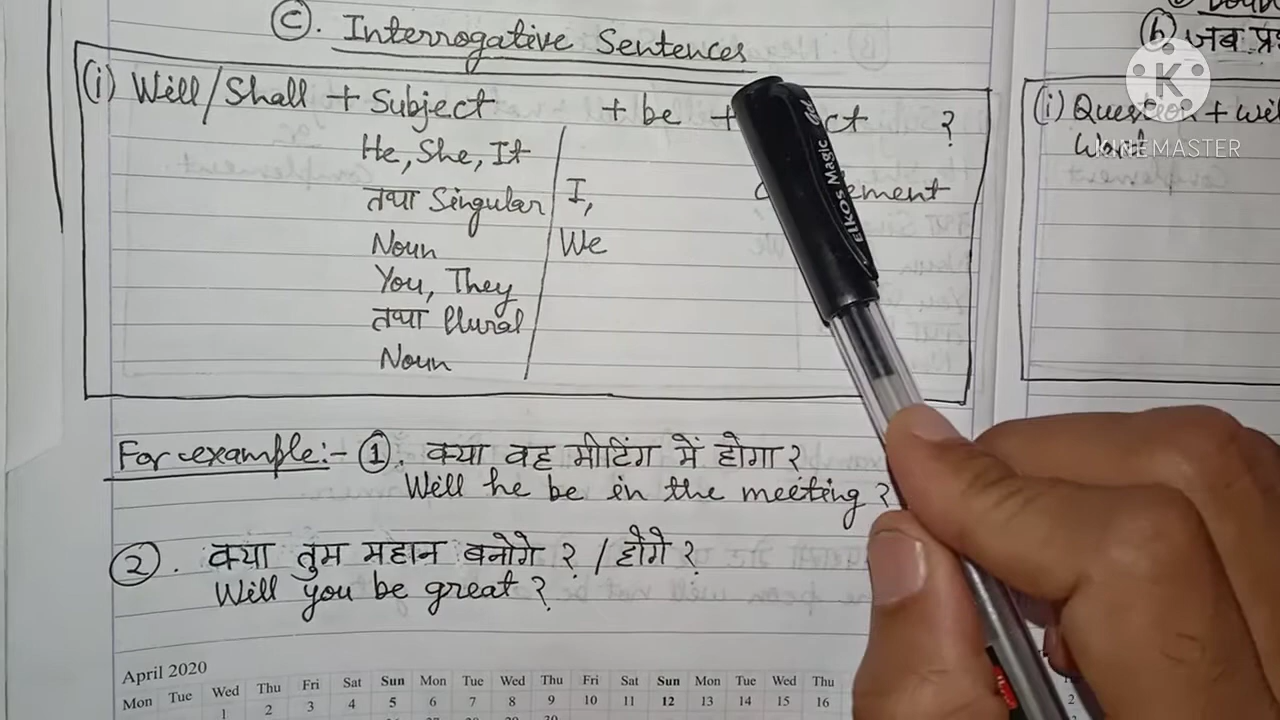 C. Interrogative Sentences
(i) Will/Shall + Subject + be + ?
He, She, It
तथा Singular I,
Noun We
You, They
तथा Plural
Noun
For example:- 1. क्या वह मीटिंग में होगा ?
Will he be in the meeting ?
2. क्या तुम महान बनोगे ? / होगे ?
Will you be great ?
April 2020
Mon Tue Wed Thu Fri Sat Sun Mon Tue Wed Thu Fri Sat Sun Mon Tue Wed Thu
1 2 3 4 5 6 7 8 9 10 11 12 13 14 15 16
(b) जब
(i) Question +
Word
ELKOS Magic Gel
K
KINEMASTER